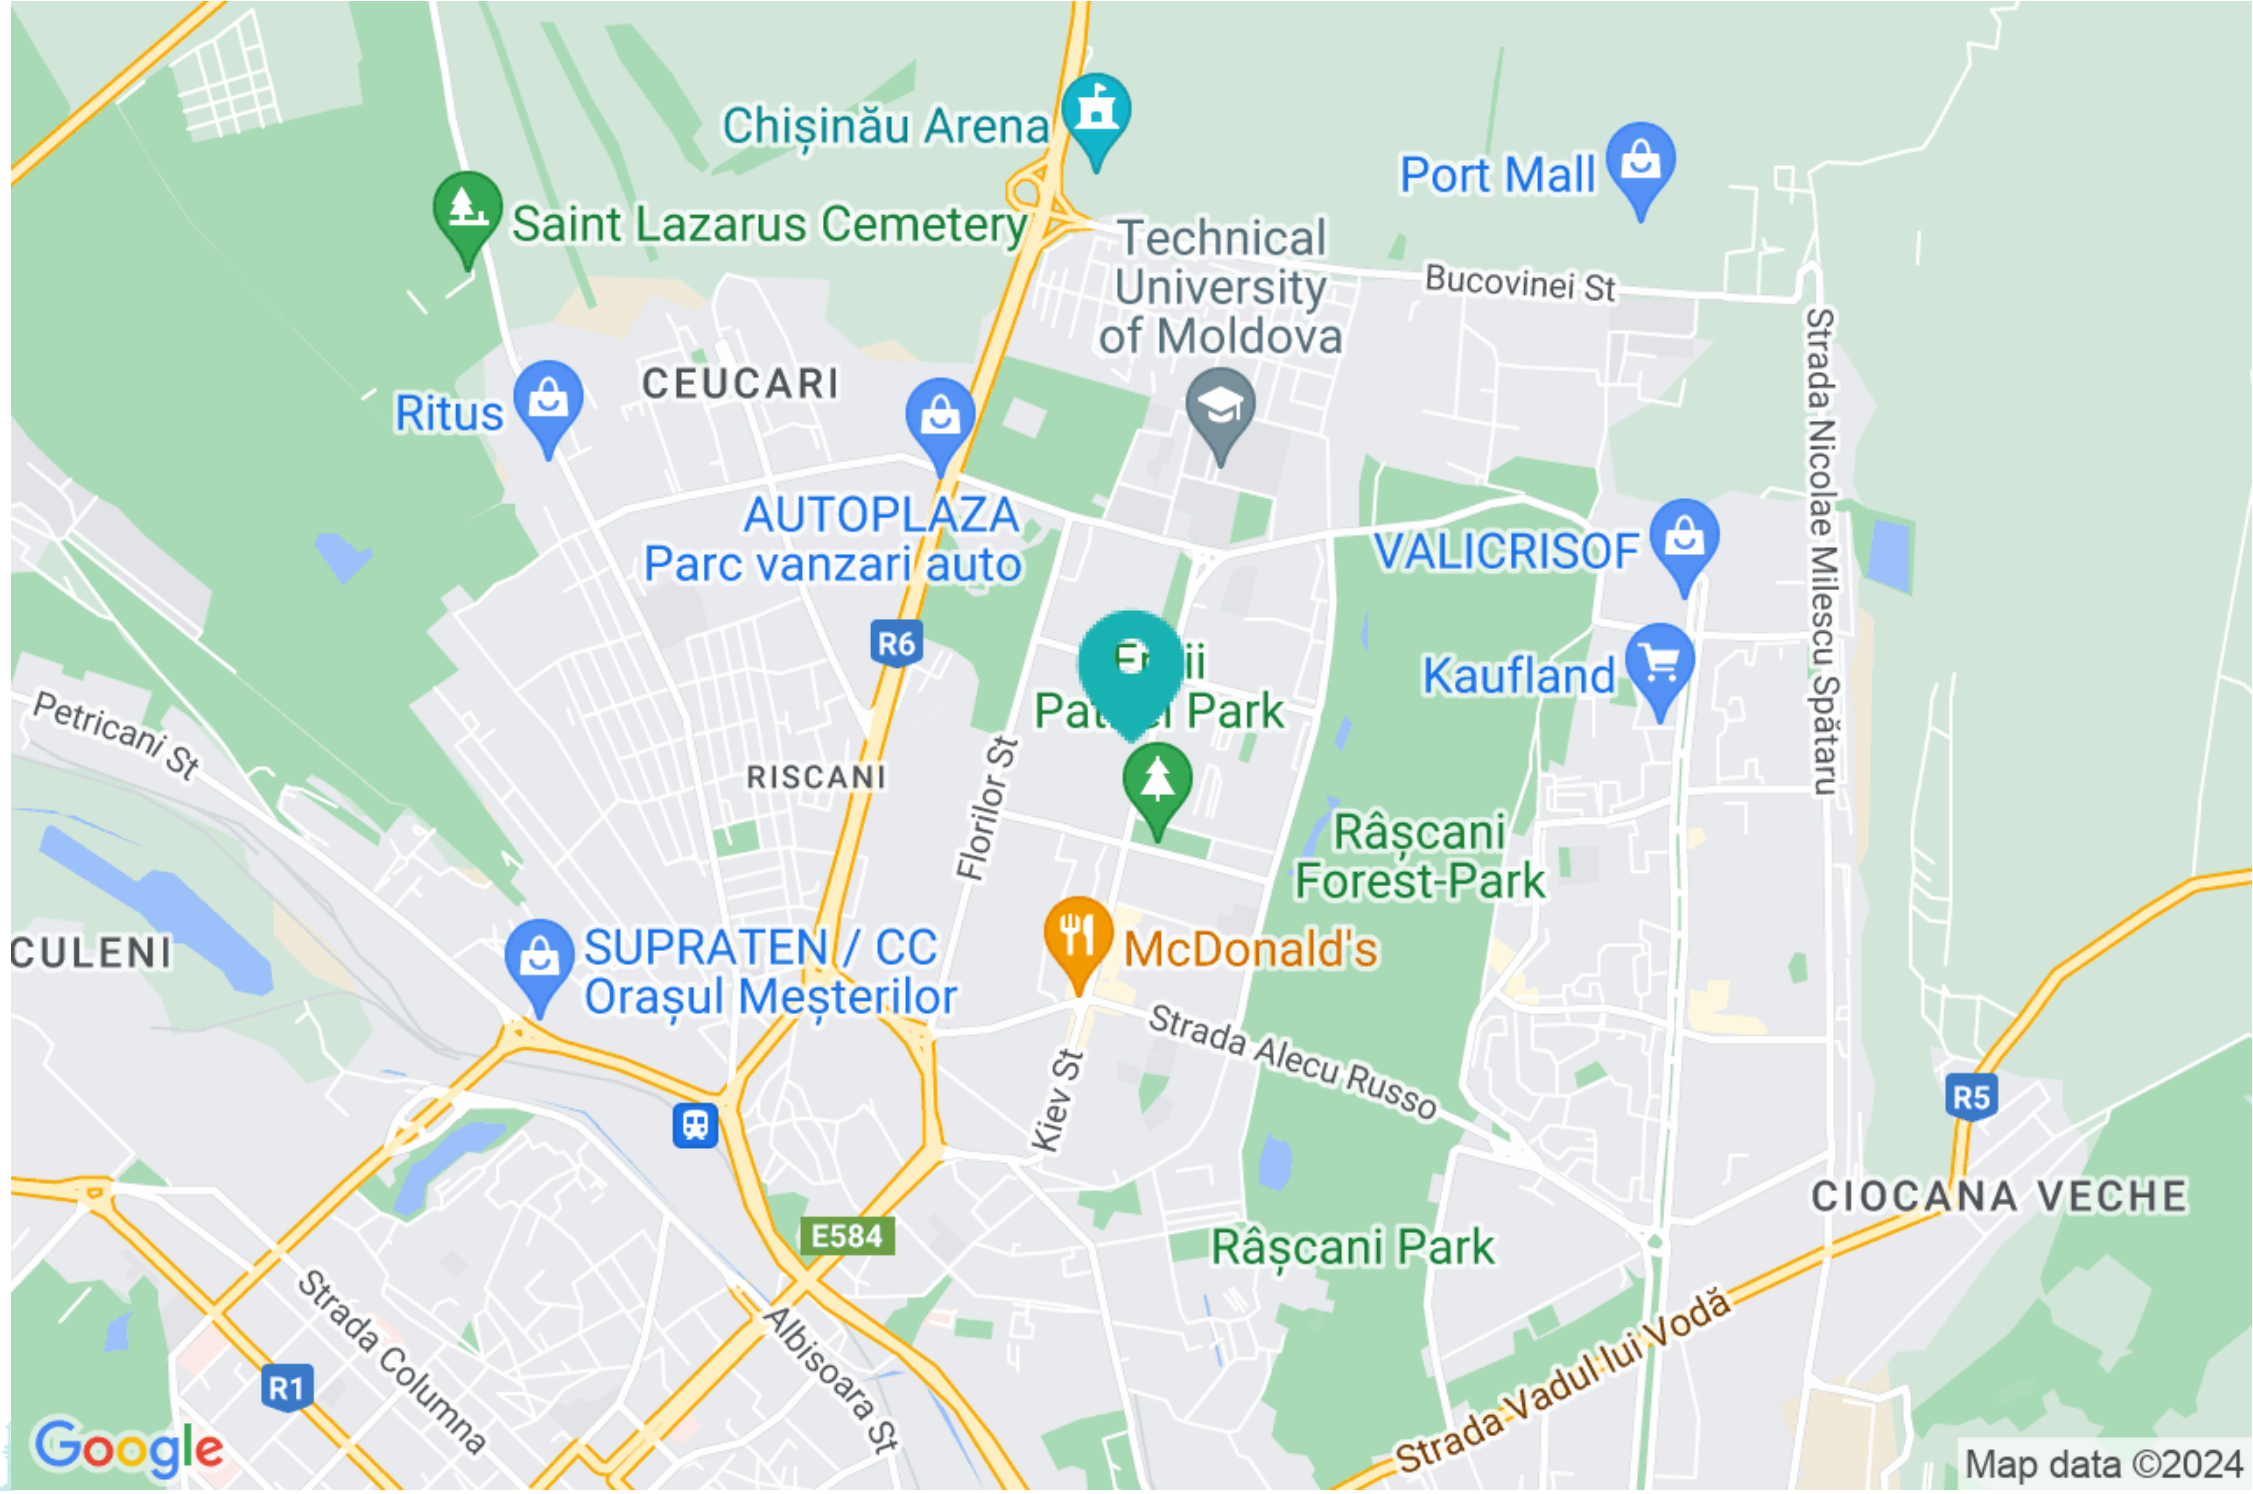 Chișinău Arena
Port Mall
Saint Lazarus Cemetery
Technical
University
of Moldova
Bucovinei St
Strada Nicolae Milescu Spătaru
CEUCARI
Ritus
AUTOPLAZA
Parc vanzari auto
VALICRISOF
R6
Kaufland
Park
Petricani St
RISCANI
Florilor St
Râșcani
Forest-Park
CULENI
SUPRATEN / CC
Orașul Meșterilor
McDonald's
Strada Alecu Russo
Kiev St
R5
CIOCANA VECHE
E584
Râșcani Park
Strada Columna
Albisoara St
R1
Strada Vadul lui Vodă
Google
Map data ©2024